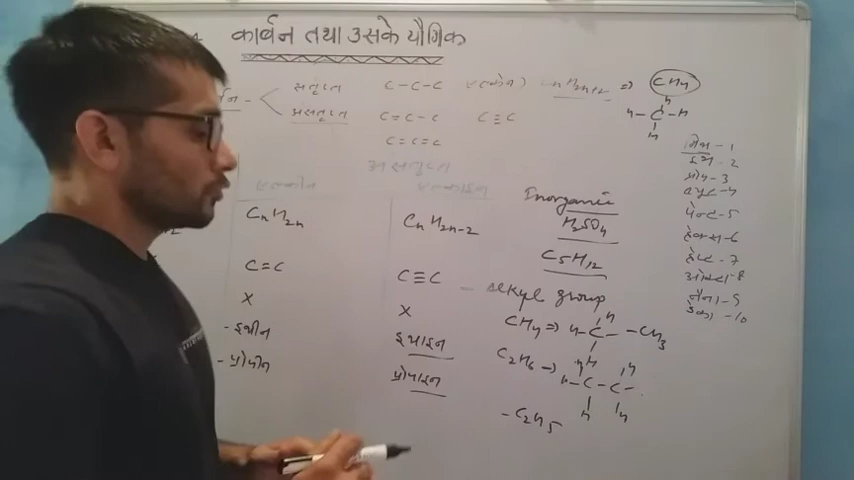 कार्बन तथा उसके यौगिक
संतृप्त C-C-C CnH2n+2 => CH4
असंतृप्त C=C-C C≡C
C=C=C
असंतृप्त
एल्कीन एल्काइन
H
H-C-H
H
मिथ-1
इथ-2
प्रोप-3
ब्युट-4
पेन्ट-5
हेक्स-6
हेप्ट-7
ऑक्टा-8
नोना-9
डेका-10
Inorganic
H2SO4
C5H12
CnH2n CnH2n-2
C=C C≡C
X X
-इथीन इथाइन
-प्रोपीन प्रोपाइन
- Alkyl group
CH4 => H-C- -CH3
C2H6 -> H-C-C-
-C2H5